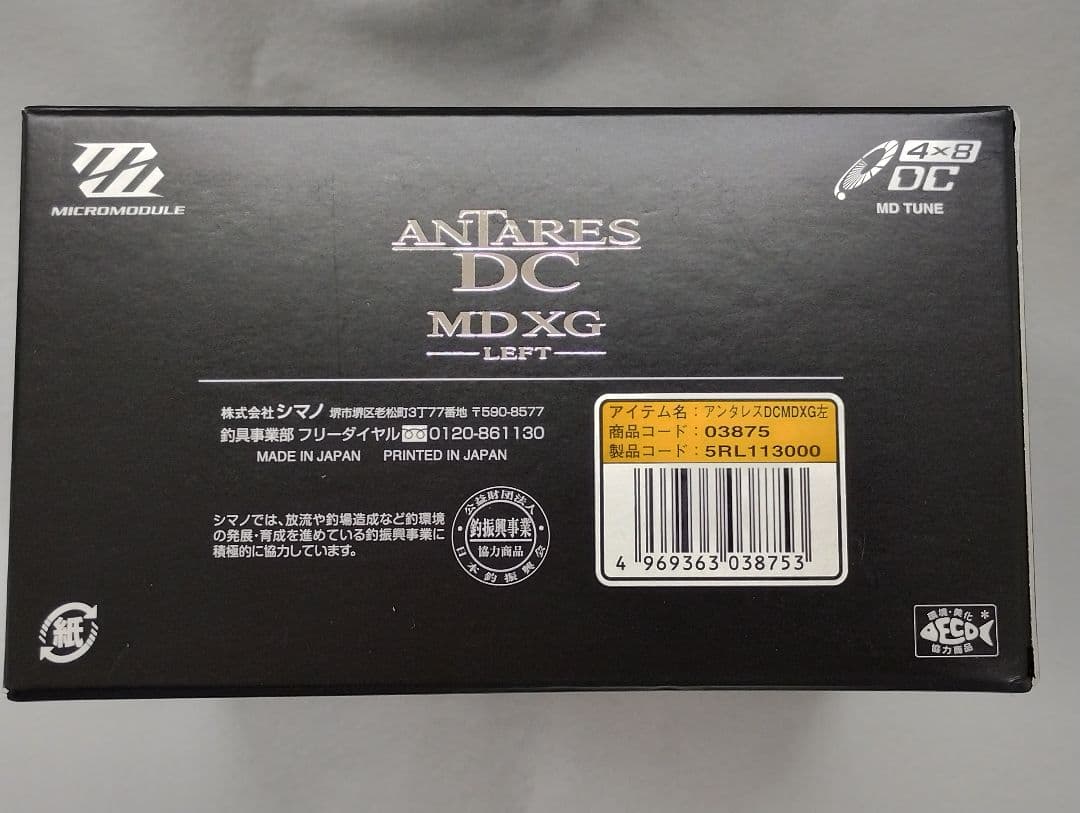 MICROMODULE
4×8
DC
MD TUNE
ANTARES
DC
MD XG
LEFT
株式会社シマノ 堺市堺区老松町3丁77番地 〒590-8577
釣具事業部 フリーダイヤル 0120-861130
MADE IN JAPAN PRINTED IN JAPAN
シマノでは、放流や釣場造成など釣環境
の発展・育成を進めている釣振興事業に
積極的に協力しています。
公益財団法人
釣振興事業
協力商品
日本釣振興会
アイテム名：アンタレスDCMDXG左
商品コード：03875
製品コード：5RL113000
4 969363 038753
紙
環境・美化
DECO
協力商品